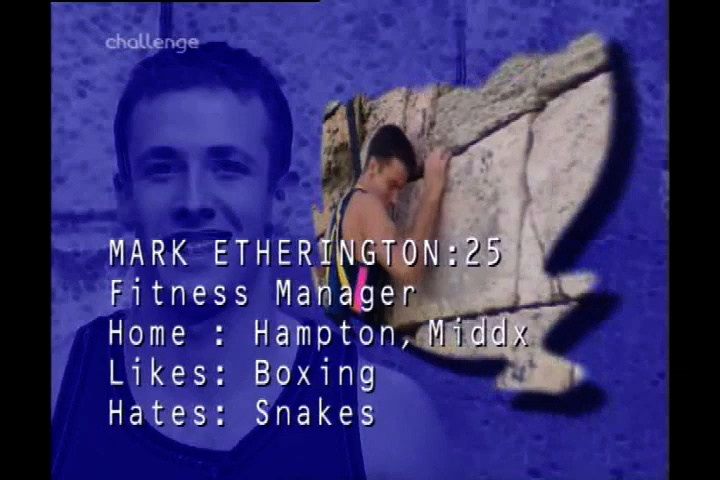 challenge
MARK ETHERINGTON:25
Fitness Manager
Home : Hampton, Middx
Likes: Boxing
Hates: Snakes